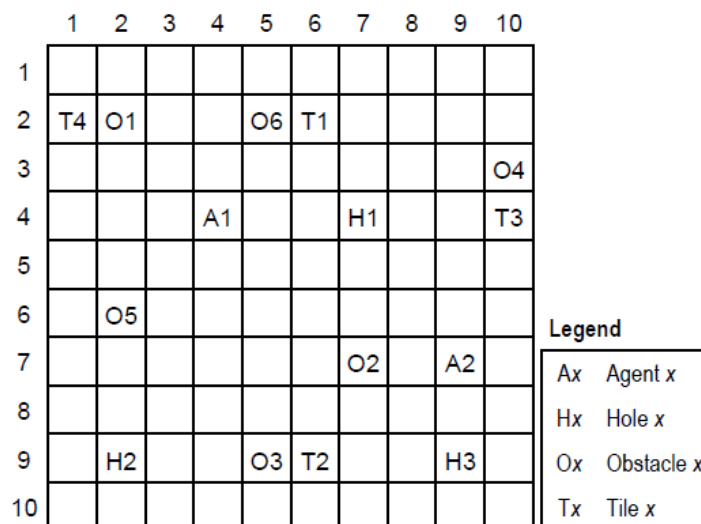 1 2 3 4 5 6 7 8 9 10
1
2 T4 O1 O6 T1
3 O4
4 A1 H1 T3
5
6 O5
7 O2 A2
8
9 H2 O3 T2 H3
10
Legend
Ax Agent x
Hx Hole x
Ox Obstacle x
Tx Tile x